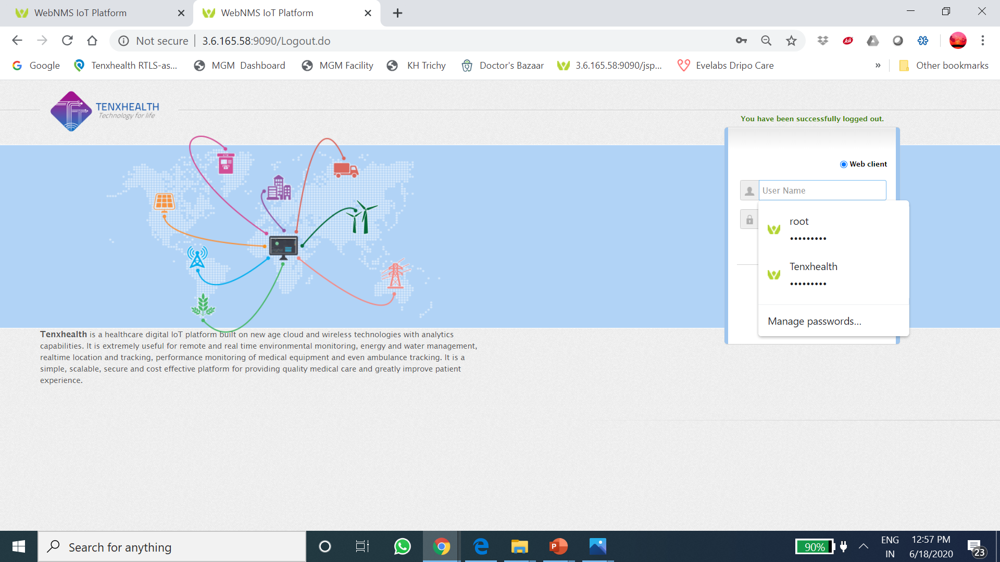 WebNMS IoT Platform
WebNMS IoT Platform
Not secure
3.6.165.58:9090/Logout.do
Ask
Google
Tenxhealth RTLS-as...
MGM Dashboard
MGM Facility
KH Trichy
Doctor's Bazaar
3.6.165.58:9090/jsp...
Evelabs Dripo Care
»
Other bookmarks
TENXHEALTH
Technology for life
You have been successfully logged out.
Web client
User Name
root
•••••••••
Tenxhealth
•••••••••
Manage passwords...
Tenxhealth is a healthcare digital IoT platform built on new age cloud and wireless technologies with analytics
capabilities. It is extremely useful for remote and real time environmental monitoring, energy and water management,
realtime location and tracking, performance monitoring of medical equipment and even ambulance tracking. It is a
simple, scalable, secure and cost effective platform for providing quality medical care and greatly improve patient
experience.
Search for anything
P
90%
ENG
IN
12:57 PM
6/18/2020
23